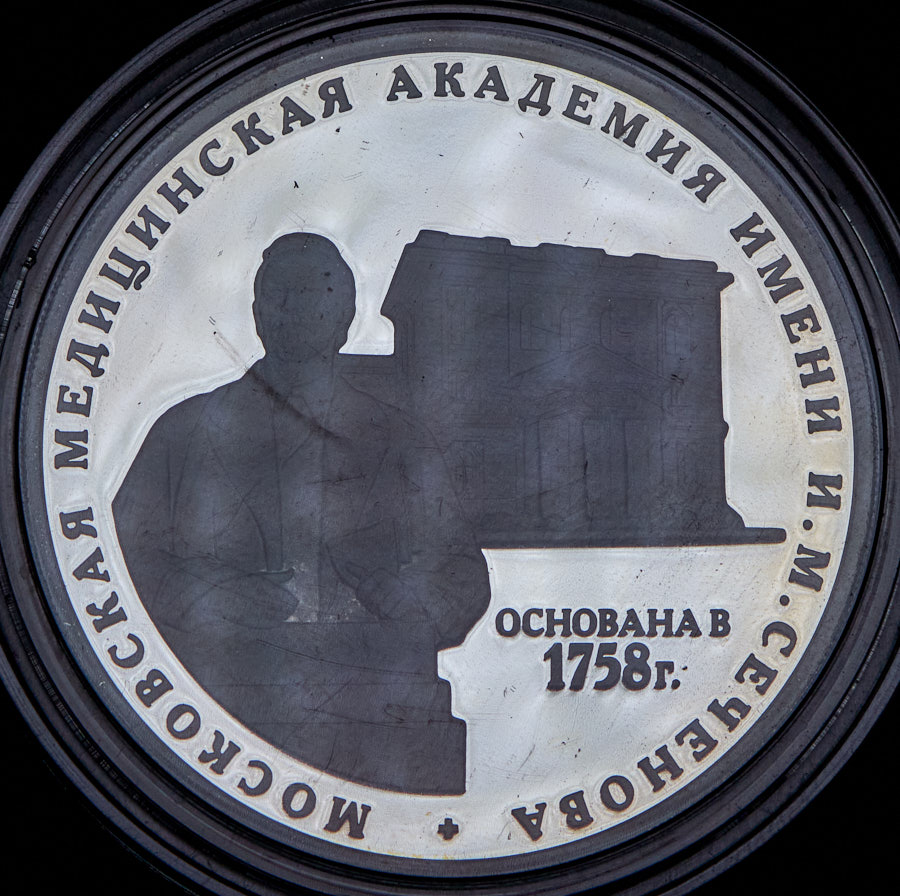 МОСКОВСКАЯ МЕДИЦИНСКАЯ АКАДЕМИЯ ИМЕНИ И.М.СЕЧЕНОВА
ОСНОВАНА В
1758г.